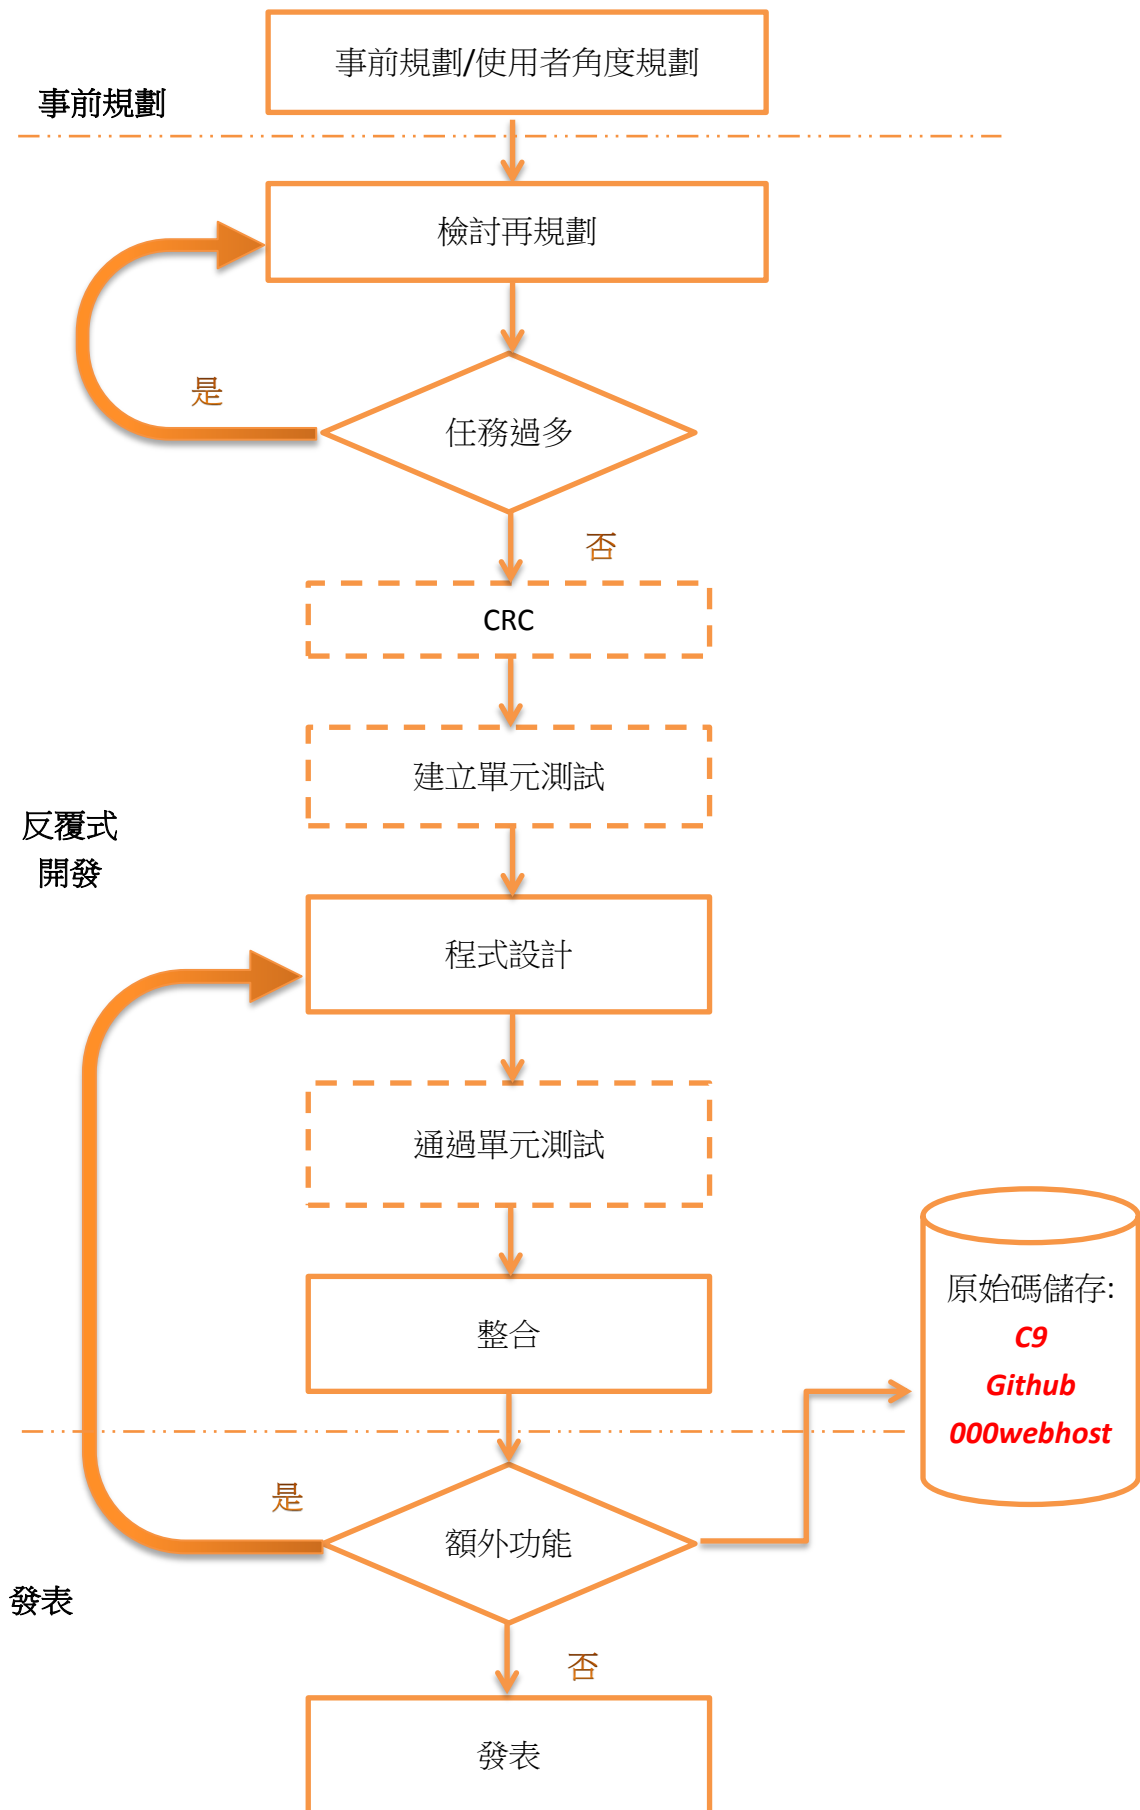 事前規劃/使用者角度規劃
事前規劃
檢討再規劃
是
任務過多
否
CRC
建立單元測試
反覆式
開發
程式設計
通過單元測試
整合
原始碼儲存:
C9
Github
000webhost
是
額外功能
發表
否
發表